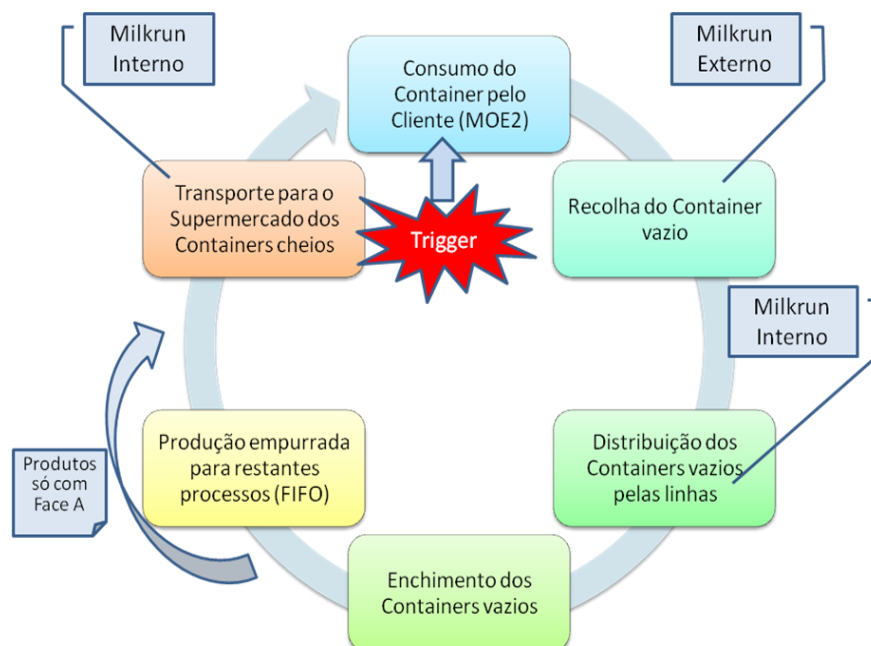 Milkrun
Interno
Consumo do
Container pelo
Cliente (MOE2)
Milkrun
Externo
Transporte para o
Supermercado dos
Containers cheios
Trigger
Recolha do Container
vazio
Milkrun
Interno
Produtos
só com
Face A
Produção empurrada
para restantes
processos (FIFO)
Distribuição dos
Containers vazios
pelas linhas
Enchimento dos
Containers vazios